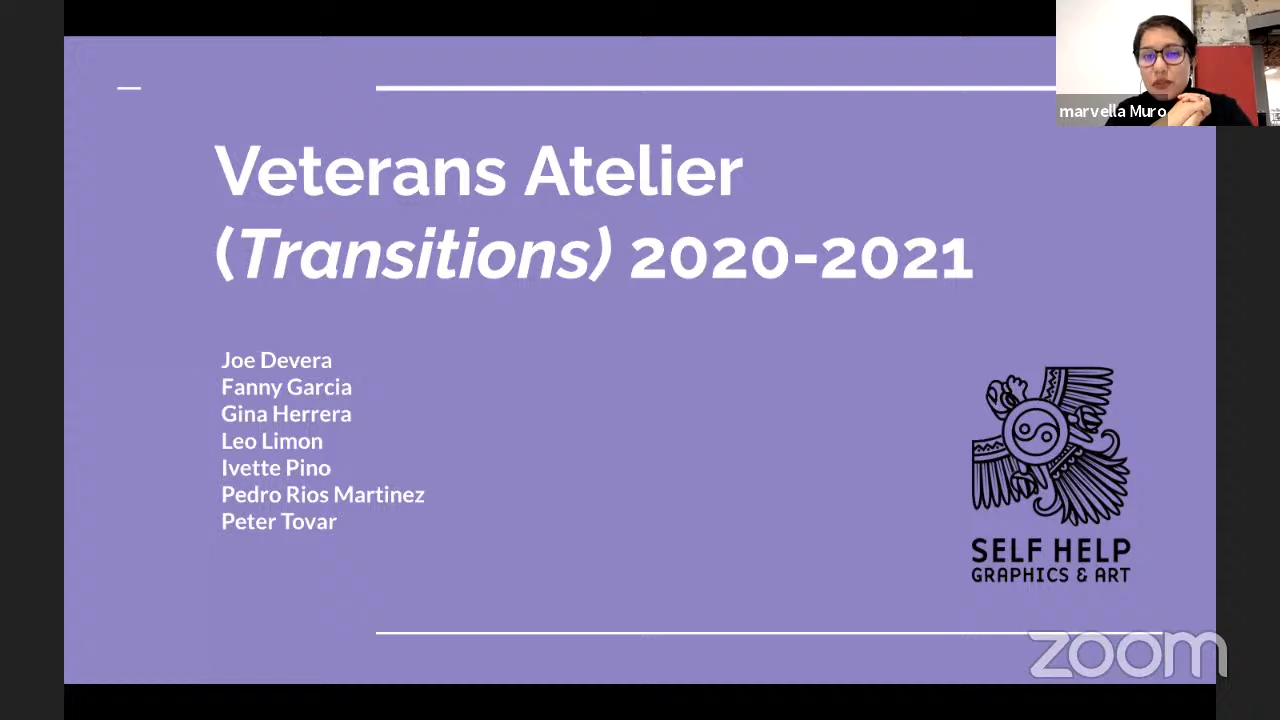 marvella Muro
Veterans Atelier
(Transitions) 2020-2021
Joe Devera
Fanny Garcia
Gina Herrera
Leo Limon
Ivette Pino
Pedro Rios Martinez
Peter Tovar
SELF HELP
GRAPHICS & ART
zoom